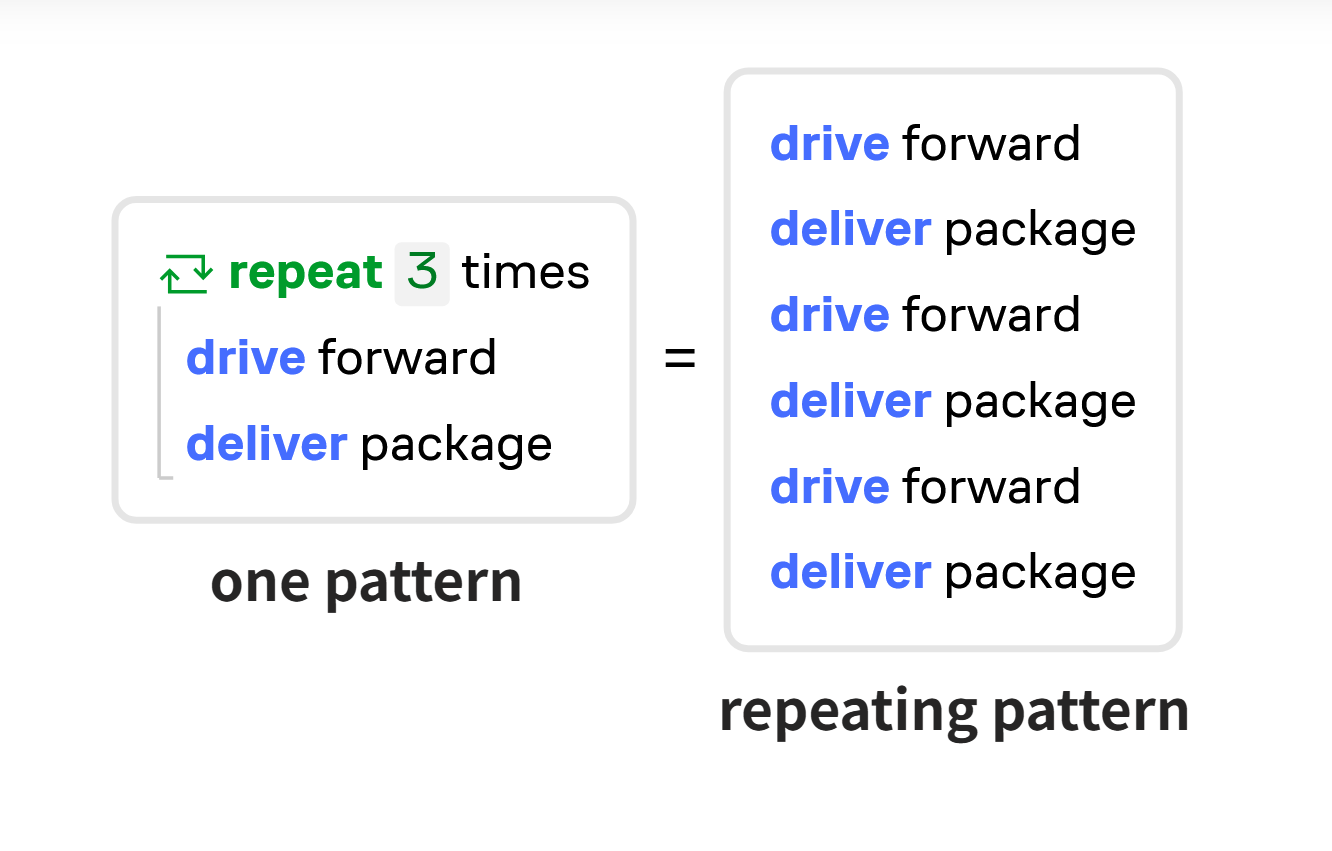 repeat 3 times
drive forward
deliver package
one pattern
=
drive forward
deliver package
drive forward
deliver package
drive forward
deliver package
repeating pattern